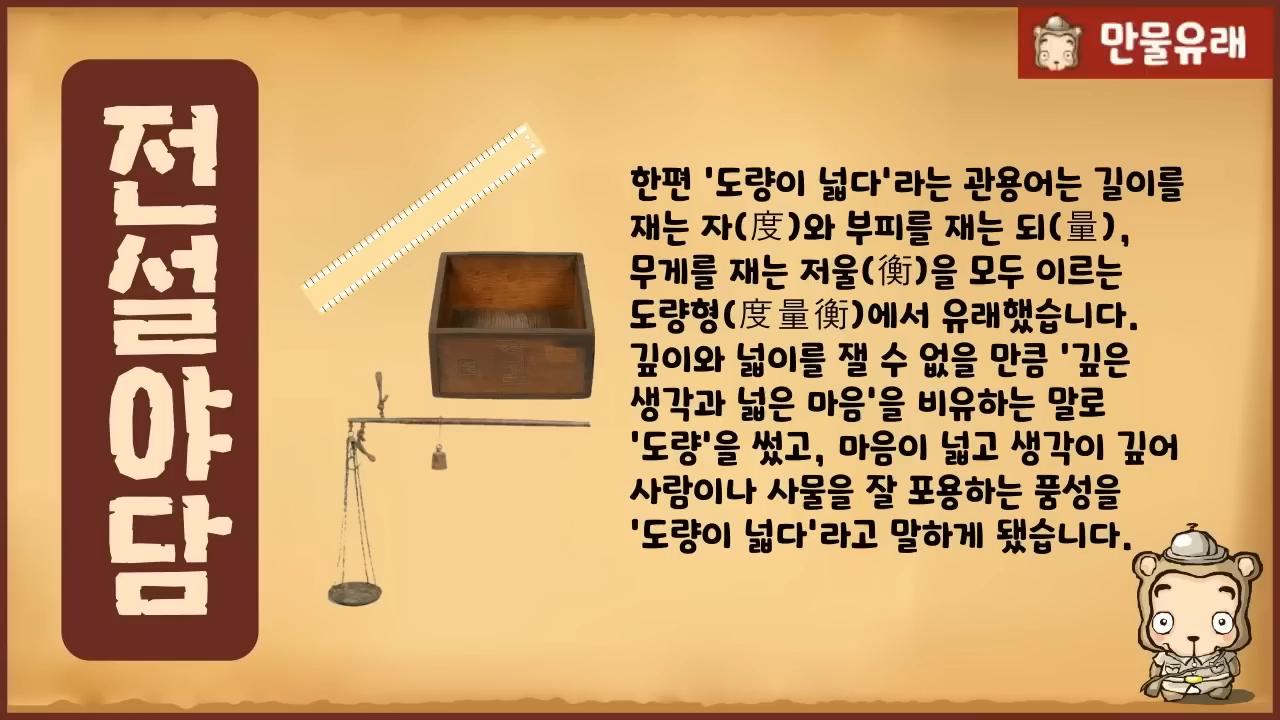 만물유래
전설야담
한편 '도량이 넓다'라는 관용어는 길이를
재는 자(度)와 부피를 재는 되(量),
무게를 재는 저울(衡)을 모두 이르는
도량형(度量衡)에서 유래했습니다.
깊이와 넓이를 잴 수 없을 만큼 '깊은
생각과 넓은 마음'을 비유하는 말로
'도량'을 썼고, 마음이 넓고 생각이 깊어
사람이나 사물을 잘 포용하는 품성을
'도량이 넓다'라고 말하게 됐습니다.